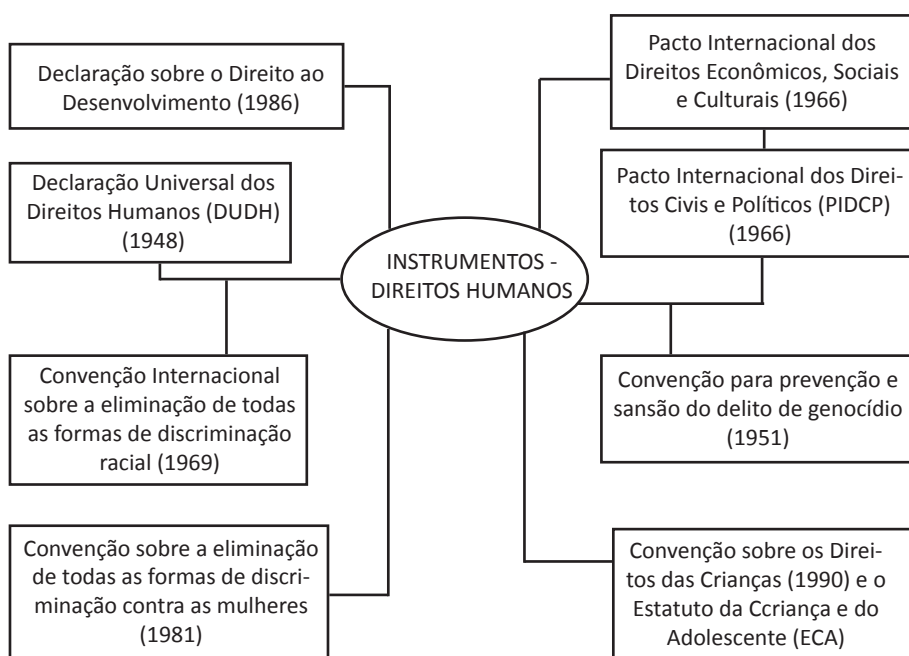 Declaração sobre o Direito ao
Desenvolvimento (1986)
Pacto Internacional dos
Direitos Econômicos, Sociais
e Culturais (1966)
Declaração Universal dos
Direitos Humanos (DUDH)
(1948)
Pacto Internacional dos Direi-
tos Civis e Políticos (PIDCP)
(1966)
INSTRUMENTOS -
DIREITOS HUMANOS
Convenção Internacional
sobre a eliminação de todas
as formas de discriminação
racial (1969)
Convenção para prevenção e
sansão do delito de genocídio
(1951)
Convenção sobre a eliminação
de todas as formas de discri-
minação contra as mulheres
(1981)
Convenção sobre os Direi-
tos das Crianças (1990) e o
Estatuto da Ccriança e do
Adolescente (ECA)